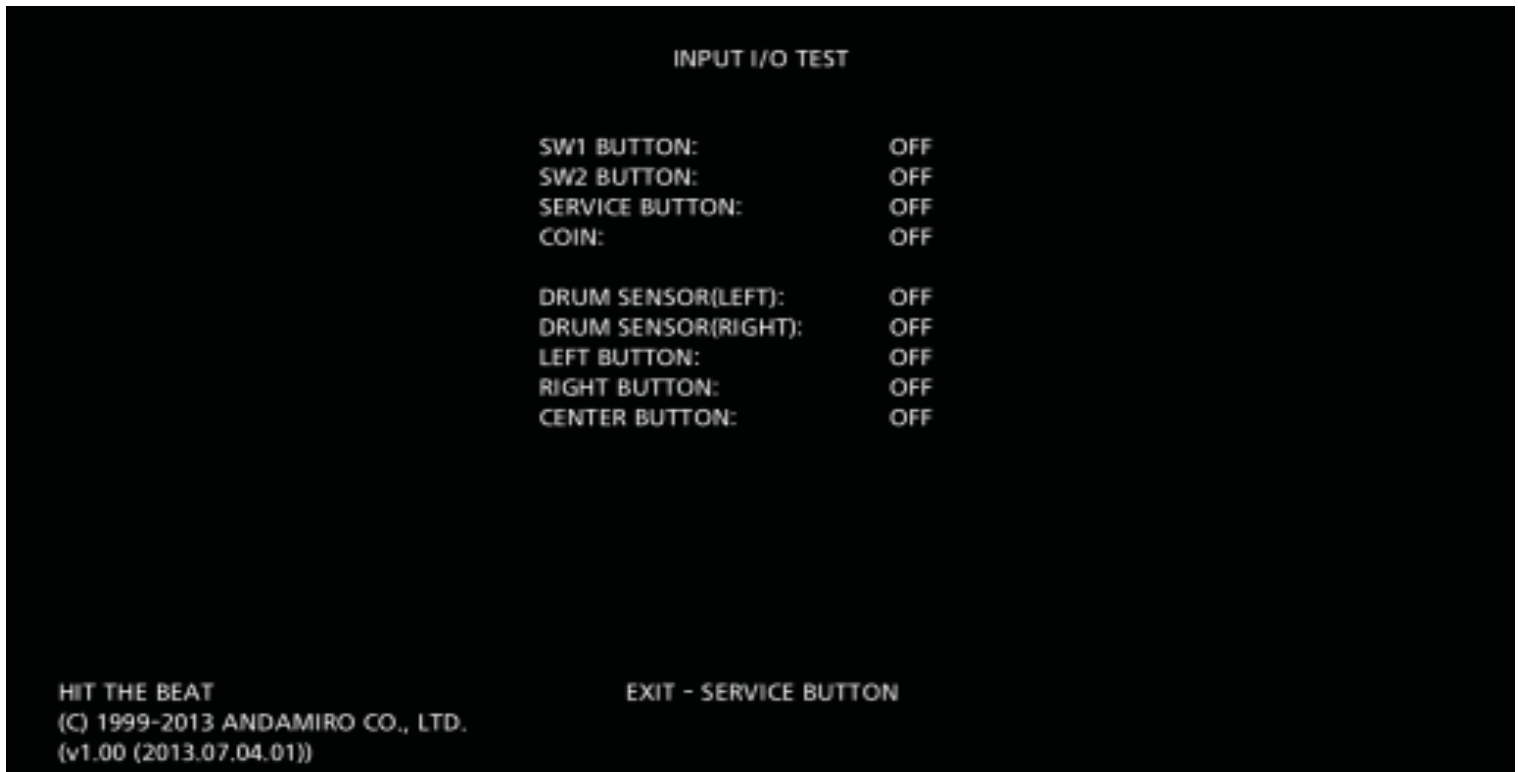 INPUT I/O TEST
SW1 BUTTON: OFF
SW2 BUTTON: OFF
SERVICE BUTTON: OFF
COIN: OFF
DRUM SENSOR(LEFT): OFF
DRUM SENSOR(RIGHT): OFF
LEFT BUTTON: OFF
RIGHT BUTTON: OFF
CENTER BUTTON: OFF
HIT THE BEAT EXIT - SERVICE BUTTON
(C) 1999-2013 ANDAMIRO CO., LTD.
(v1.00 (2013.07.04.01))